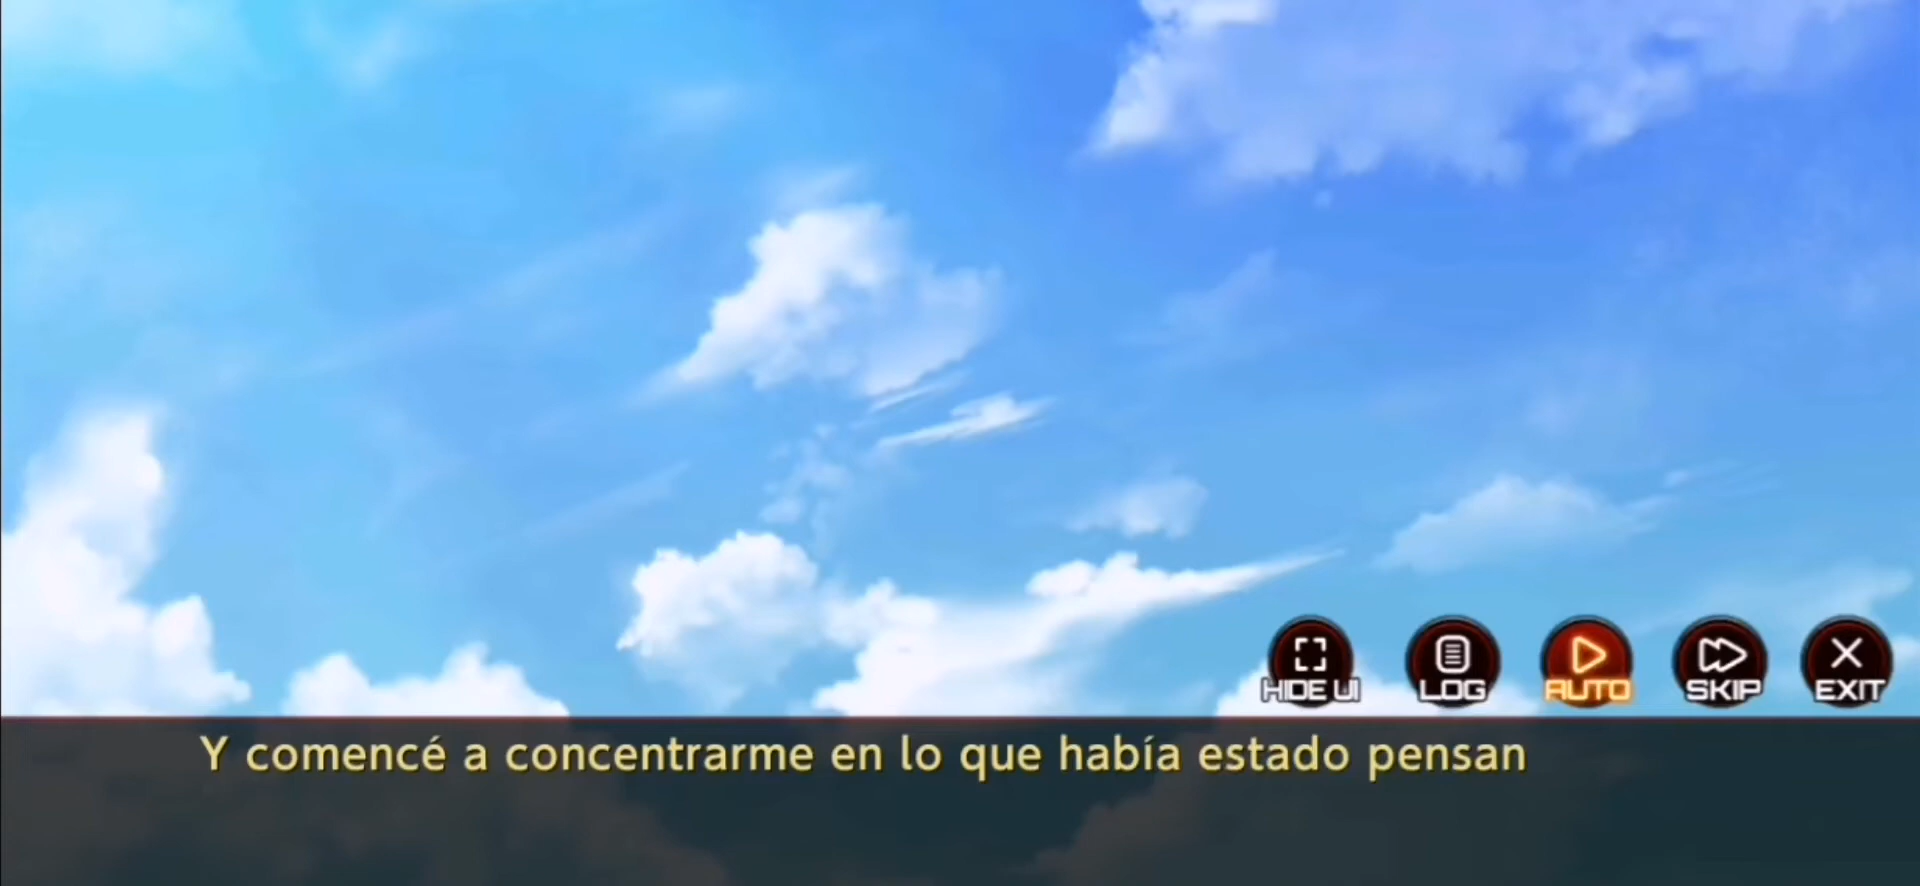 HIDE UI LOG AUTO SKIP EXIT
Y comencé a concentrarme en lo que había estado pensan